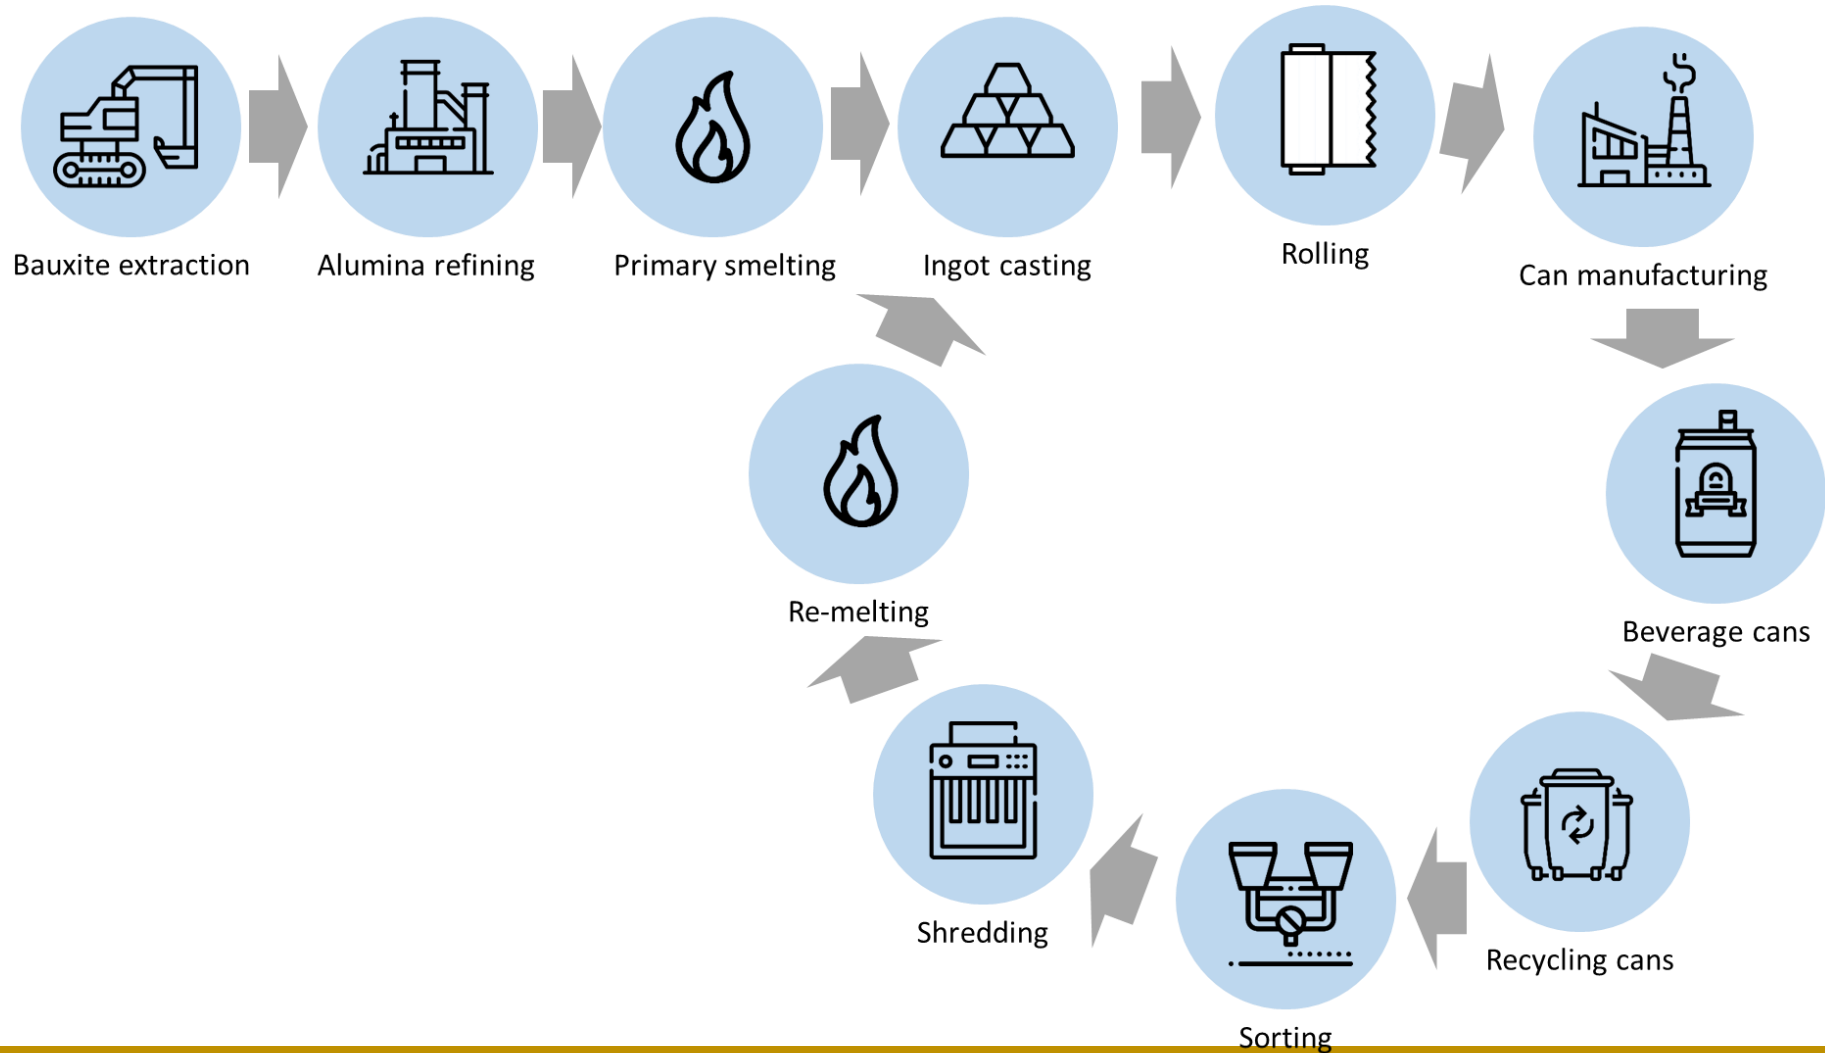 Bauxite extraction
Alumina refining
Primary smelting
Ingot casting
Rolling
Can manufacturing
Beverage cans
Recycling cans
Sorting
Shredding
Re-melting